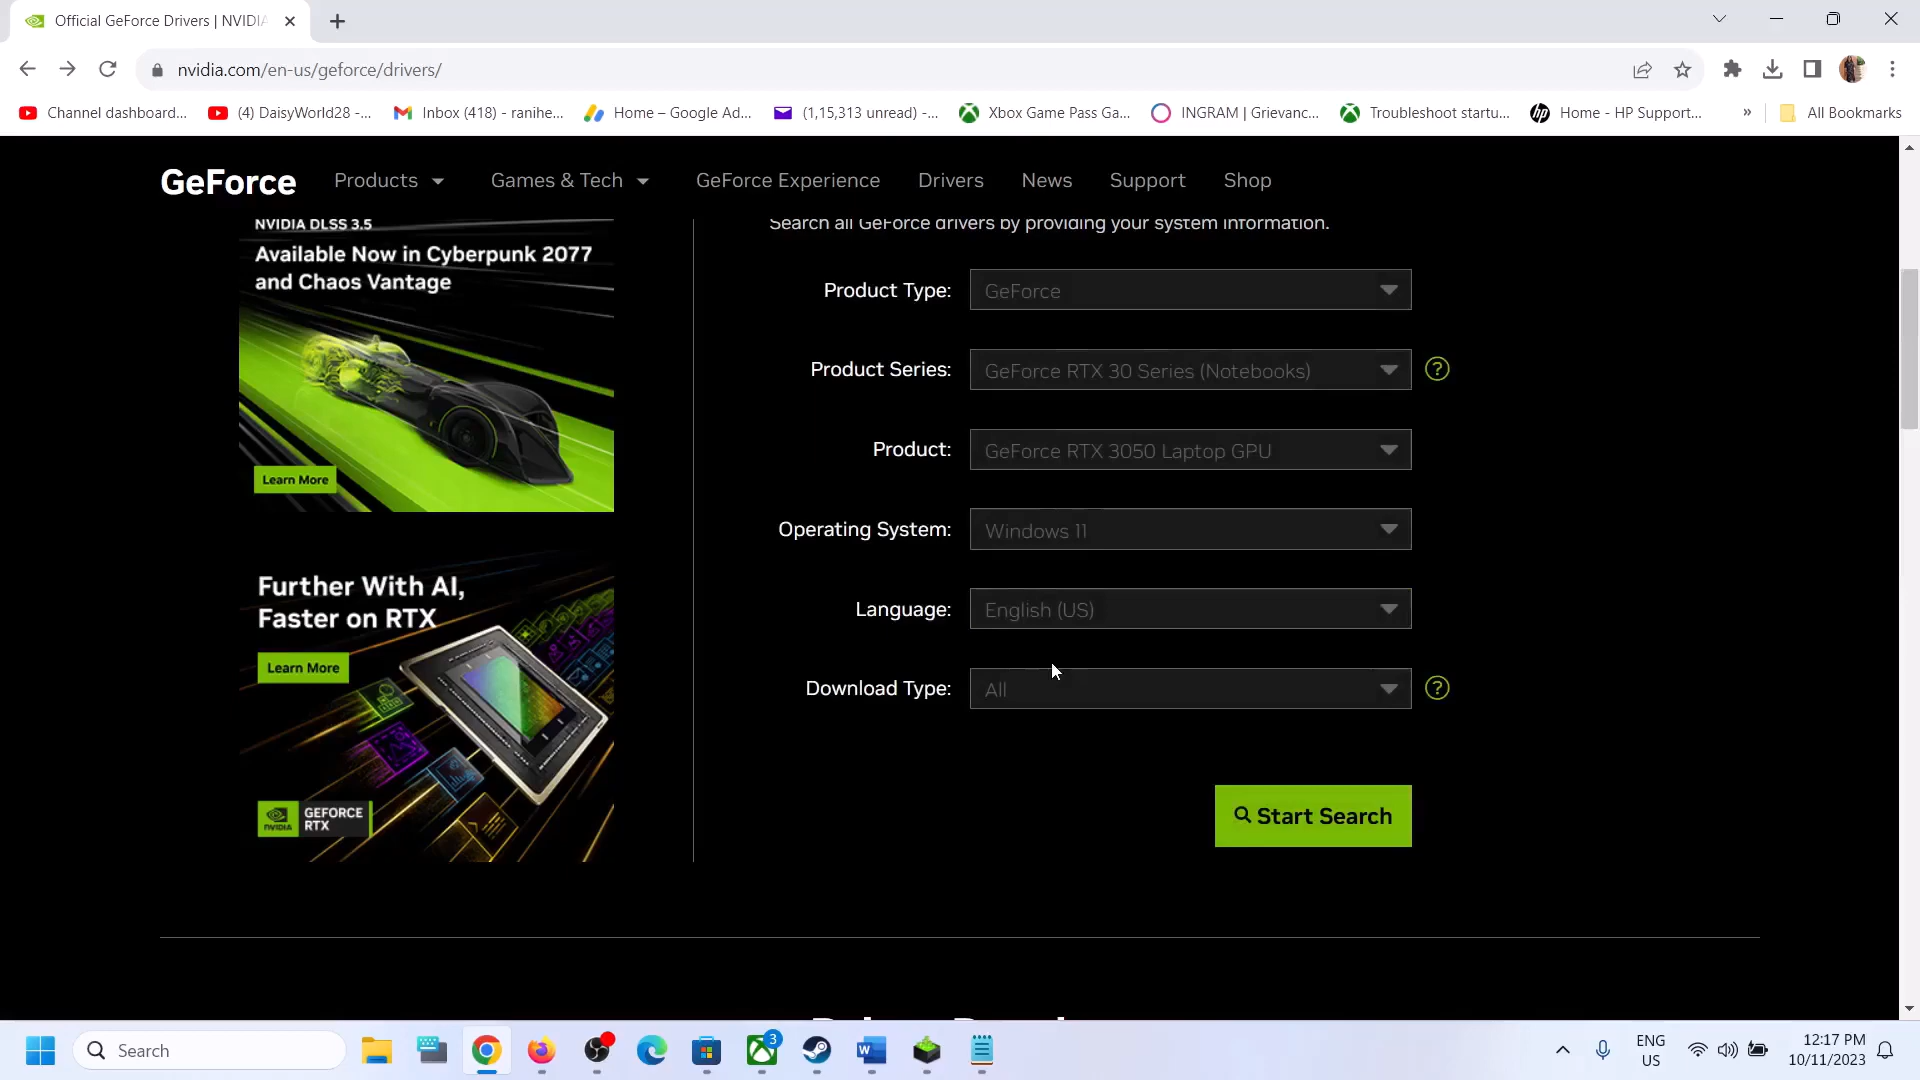 Official GeForce Drivers | NVIDIA
nvidia.com/en-us/geforce/drivers/
Channel dashboard...
(4) DaisyWorld28 -...
Inbox (418) - ranihe...
Home – Google Ad...
(1,15,313 unread) -...
Xbox Game Pass Ga...
INGRAM | Grievanc...
Troubleshoot startu...
Home - HP Support...
»
All Bookmarks
GeForce
Products
Games & Tech
GeForce Experience
Drivers
News
Support
Shop
NVIDIA DLSS 3.5
Available Now in Cyberpunk 2077
and Chaos Vantage
Learn More
Further With AI,
Faster on RTX
Learn More
NVIDIA
GEFORCE
RTX
Search all GeForce drivers by providing your system information.
Product Type: GeForce
Product Series: GeForce RTX 30 Series (Notebooks) ?
Product: GeForce RTX 3050 Laptop GPU
Operating System: Windows 11
Language: English (US)
Download Type: All ?
Start Search
Search
3
ENG
US
12:17 PM
10/11/2023